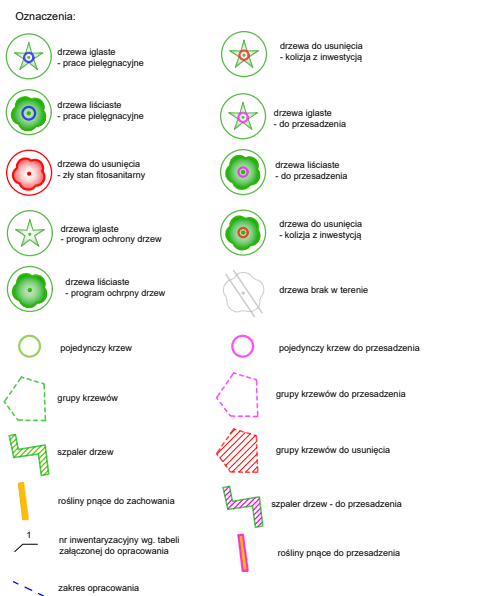 Oznaczenia:
drzewa iglaste
- prace pielęgnacyjne
drzewa liściaste
- prace pielęgnacyjne
drzewa do usunięcia
- zły stan fitosanitarny
drzewa iglaste
- program ochrony drzew
drzewa liściaste
- program ochrpny drzew
pojedynczy krzew
grupy krzewów
szpaler drzew
rośliny pnące do zachowania
1
nr inwentaryzacyjny wg. tabeli
załączonej do opracowania
zakres opracowania
drzewa do usunięcia
- kolizja z inwestycją
drzewa iglaste
- do przesadzenia
drzewa liściaste
- do przesadzenia
drzewa do usunięcia
- kolizja z inwestycją
drzewa brak w terenie
pojedynczy krzew do przesadzenia
grupy krzewów do przesadzenia
grupy krzewów do usunięcia
szpaler drzew - do przesadzenia
rośliny pnące do przesadzenia